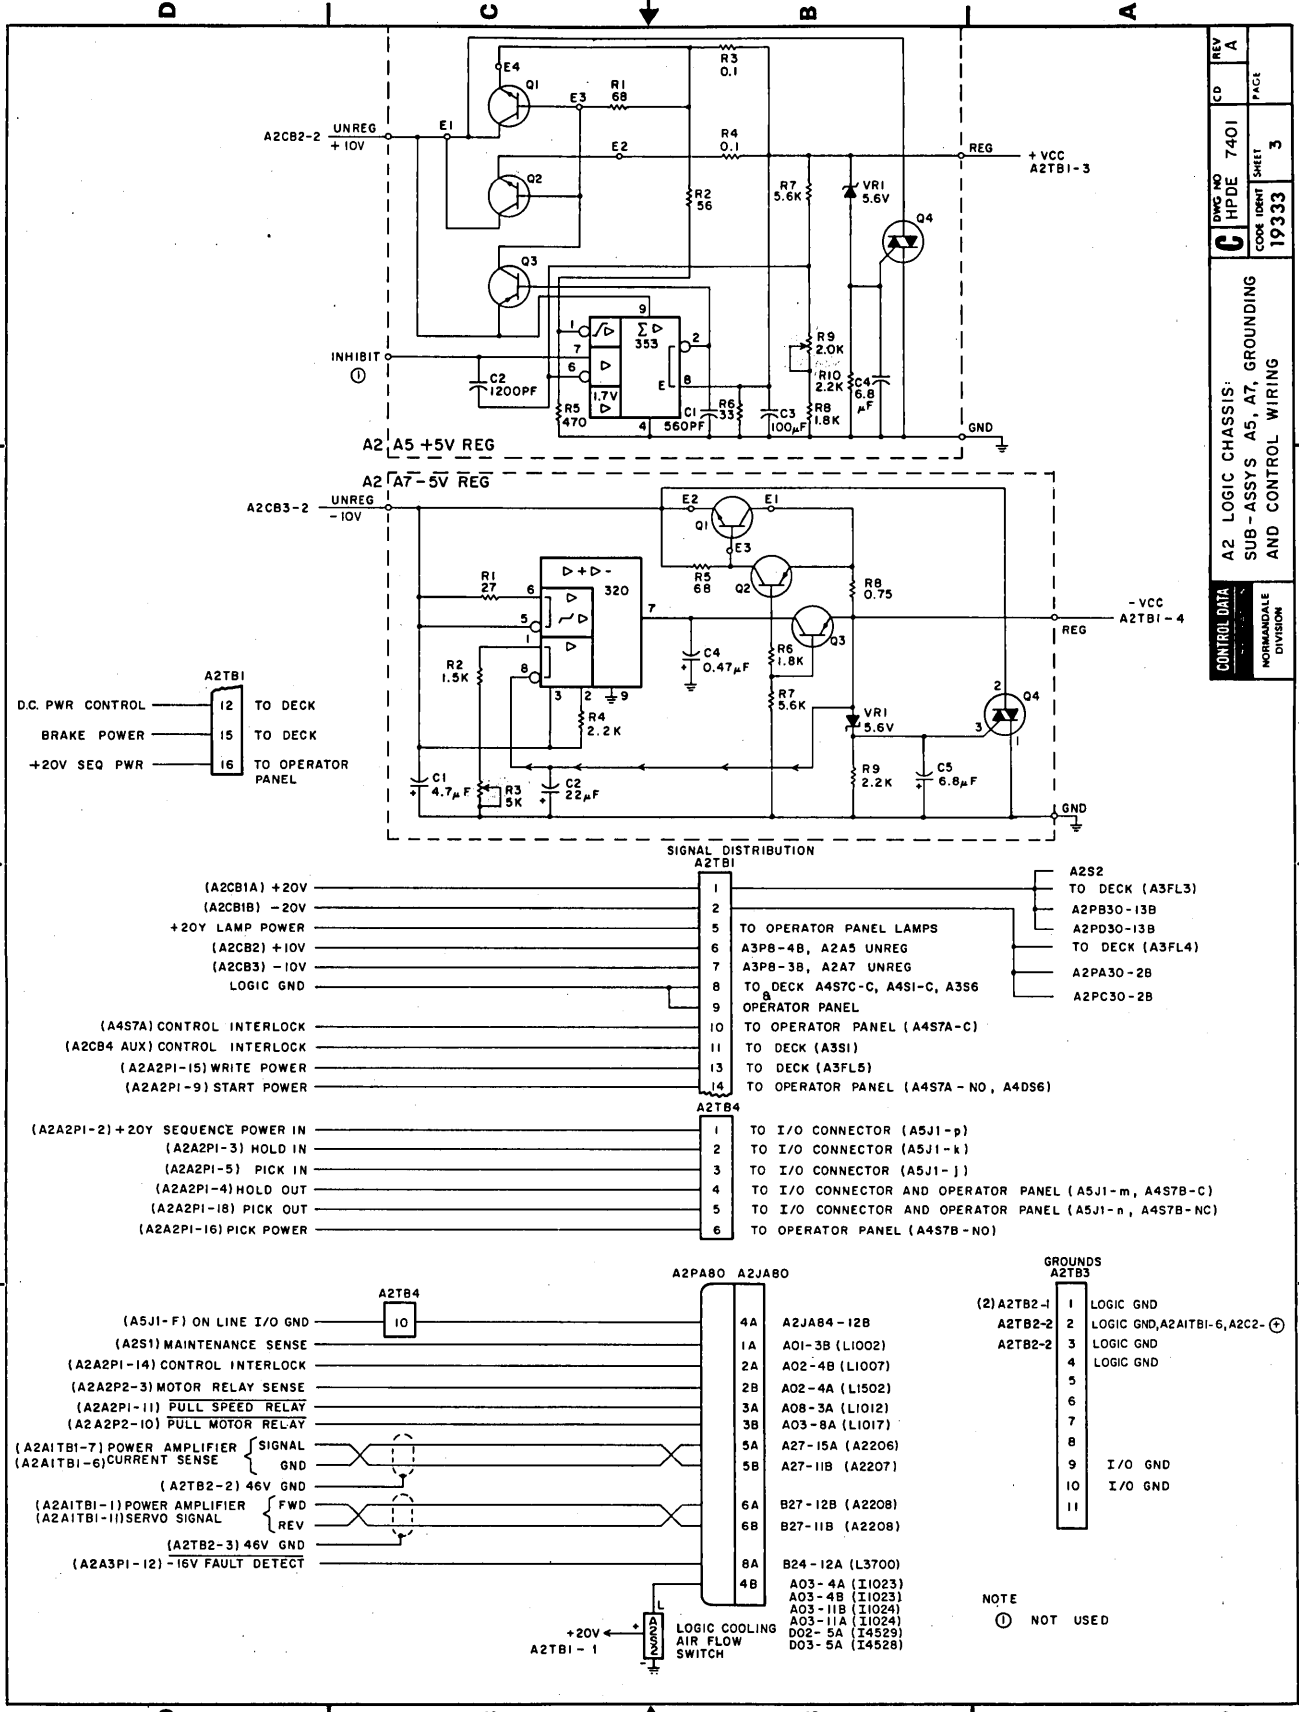 D C B A
E4
Q1
R3
0.1
R1
68
E3
E1
A2CB2-2 UNREG
+10V
E2
R4
0.1
REG
+VCC
A2TB1-3
Q2
R2
56
R7
5.6K
VR1
5.6V
Q4
Q3
9
1
Σ
353
2
7
6
E 8
1.7V
4
INHIBIT
①
C2
1200PF
R5
470
C1
560PF
R6
33
C3
100µF
R9
2.0K
R10
2.2K
R8
1.8K
C4
6.8
µF
GND
A2 A5 +5V REG
A2 A7 -5V REG
A2CB3-2 UNREG
-10V
E2
E1
Q1
E3
R5
68
Q2
R8
0.75
R1
27
6
+ -
320
5
1
8
7
3 2 9
Q3
REG
-VCC
A2TB1-4
R2
1.5K
C4
0.47µF
+
R6
1.8K
R4
2.2K
R7
5.6K
VR1
5.6V
2
Q4
3
1
C1
4.7µF
+
R3
5K
C2
22µF
+
R9
2.2K
C5
6.8µF
+
GND
A2TB1
D.C. PWR CONTROL 12 TO DECK
BRAKE POWER 15 TO DECK
+20V SEQ PWR 16 TO OPERATOR
PANEL
SIGNAL DISTRIBUTION
A2TB1
(A2CB1A) +20V 1
(A2CB1B) -20V 2
+20Y LAMP POWER 5 TO OPERATOR PANEL LAMPS
(A2CB2) +10V 6 A3P8-4B, A2A5 UNREG
(A2CB3) -10V 7 A3P8-3B, A2A7 UNREG
LOGIC GND 8 TO DECK A4S7C-C, A4S1-C, A3S6
&
9 OPERATOR PANEL
(A4S7A) CONTROL INTERLOCK 10 TO OPERATOR PANEL (A4S7A-C)
(A2CB4 AUX) CONTROL INTERLOCK 11 TO DECK (A3S1)
(A2A2P1-15) WRITE POWER 13 TO DECK (A3FL5)
(A2A2P1-9) START POWER 14 TO OPERATOR PANEL (A4S7A-NO, A4DS6)
A2S2
TO DECK (A3FL3)
A2PB30-13B
A2PD30-13B
TO DECK (A3FL4)
A2PA30-2B
A2PC30-2B
A2TB4
(A2A2P1-2) +20Y SEQUENCE POWER IN 1 TO I/O CONNECTOR (A5J1-p)
(A2A2P1-3) HOLD IN 2 TO I/O CONNECTOR (A5J1-k)
(A2A2P1-5) PICK IN 3 TO I/O CONNECTOR (A5J1-j)
(A2A2P1-4) HOLD OUT 4 TO I/O CONNECTOR AND OPERATOR PANEL (A5J1-m, A4S7B-C)
(A2A2P1-18) PICK OUT 5 TO I/O CONNECTOR AND OPERATOR PANEL (A5J1-n, A4S7B-NC)
(A2A2P1-16) PICK POWER 6 TO OPERATOR PANEL (A4S7B-NO)
A2PA80 A2JA80
A2TB4
(A5J1-F) ON LINE I/O GND 10 4A A2JA84-12B
(A2S1) MAINTENANCE SENSE 1A A01-3B (L1002)
(A2A2P1-14) CONTROL INTERLOCK 2A A02-4B (L1007)
(A2A2P2-3) MOTOR RELAY SENSE 2B A02-4A (L1502)
(A2A2P1-11) PULL SPEED RELAY 3A A08-3A (L1012)
(A2A2P2-10) PULL MOTOR RELAY 3B A03-8A (L1017)
(A2A1TB1-7) POWER AMPLIFIER SIGNAL 5A A27-15A (A2206)
(A2A1TB1-6) CURRENT SENSE GND 5B A27-11B (A2207)
(A2TB2-2) 46V GND
(A2A1TB1-1) POWER AMPLIFIER FWD 6A B27-12B (A2208)
(A2A1TB1-11) SERVO SIGNAL REV 6B B27-11B (A2208)
(A2TB2-3) 46V GND
(A2A3P1-12) -16V FAULT DETECT 8A B24-12A (L3700)
4B A03-4A (I1023)
A03-4B (I1023)
A03-11B (I1024)
A03-11A (I1024)
D02-5A (I4529)
D03-5A (I4528)
L
+20V +
A2TB1-1
A2S2
-
LOGIC COOLING
AIR FLOW
SWITCH
GROUNDS
A2TB3
(2) A2TB2-1 1 LOGIC GND
A2TB2-2 2 LOGIC GND, A2A1TB1-6, A2C2-⊕
A2TB2-2 3 LOGIC GND
4 LOGIC GND
5
6
7
8
9 I/O GND
10 I/O GND
11
NOTE
① NOT USED
CONTROL DATA
NORMANDALE
DIVISION
A2 LOGIC CHASSIS:
SUB-ASSYS A5, A7, GROUNDING
AND CONTROL WIRING
C
DWG NO
HPDE 7401
CD
REV
A
CODE IDENT
19333
SHEET
3
PAGE